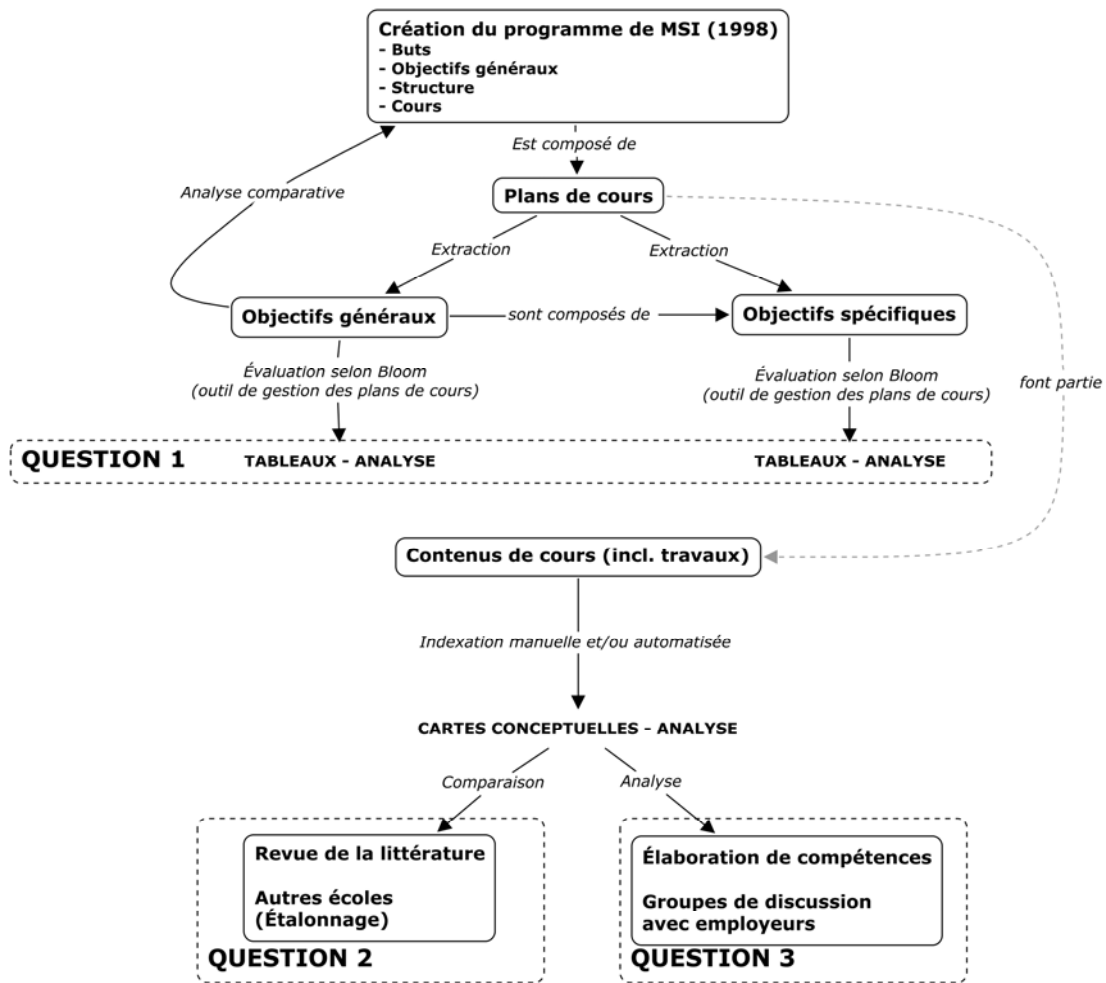 Création du programme de MSI (1998)
- Buts
- Objectifs généraux
- Structure
- Cours
Est composé de
Analyse comparative
Plans de cours
Extraction
Extraction
Objectifs généraux
sont composés de
Objectifs spécifiques
Évaluation selon Bloom
(outil de gestion des plans de cours)
Évaluation selon Bloom
(outil de gestion des plans de cours)
font partie
QUESTION 1
TABLEAUX - ANALYSE
TABLEAUX - ANALYSE
Contenus de cours (incl. travaux)
Indexation manuelle et/ou automatisée
CARTES CONCEPTUELLES - ANALYSE
Comparaison
Analyse
Revue de la littérature
Autres écoles
(Étalonnage)
QUESTION 2
Élaboration de compétences
Groupes de discussion
avec employeurs
QUESTION 3